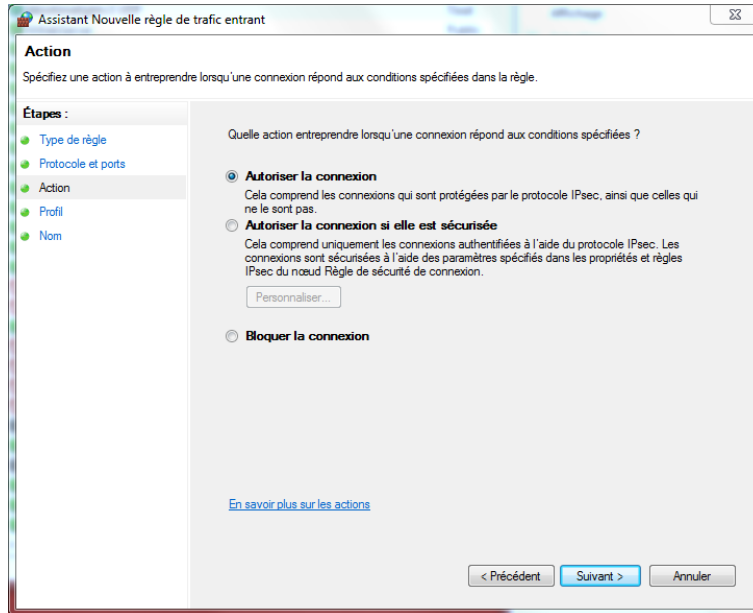 Assistant Nouvelle règle de trafic entrant
Action
Spécifiez une action à entreprendre lorsqu'une connexion répond aux conditions spécifiées dans la règle.
Étapes :
Type de règle
Protocole et ports
Action
Profil
Nom
Quelle action entreprendre lorsqu'une connexion répond aux conditions spécifiées ?
Autoriser la connexion
Cela comprend les connexions qui sont protégées par le protocole IPsec, ainsi que celles qui
ne le sont pas.
Autoriser la connexion si elle est sécurisée
Cela comprend uniquement les connexions authentifiées à l'aide du protocole IPsec. Les
connexions sont sécurisées à l'aide des paramètres spécifiés dans les propriétés et règles
IPsec du nœud Règle de sécurité de connexion.
Personnaliser...
Bloquer la connexion
En savoir plus sur les actions
< Précédent
Suivant >
Annuler